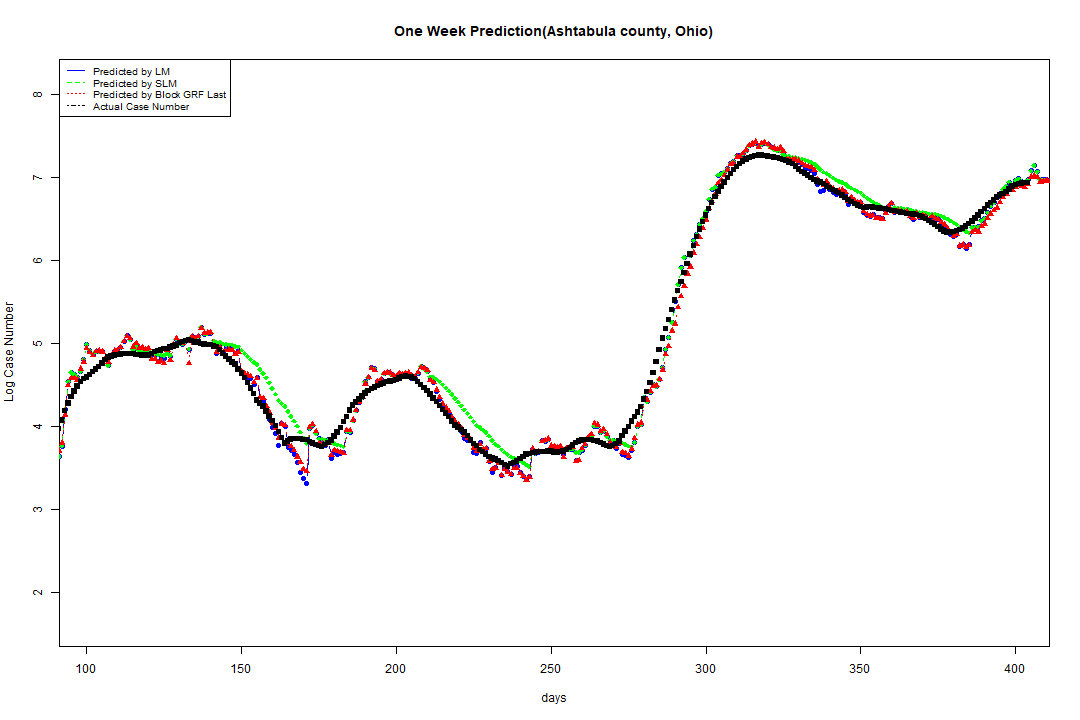 One Week Prediction(Ashtabula county, Ohio)
Predicted by LM
Predicted by SLM
Predicted by Block GRF Last
Actual Case Number
8
7
6
5
4
3
2
Log Case Number
100 150 200 250 300 350 400
days